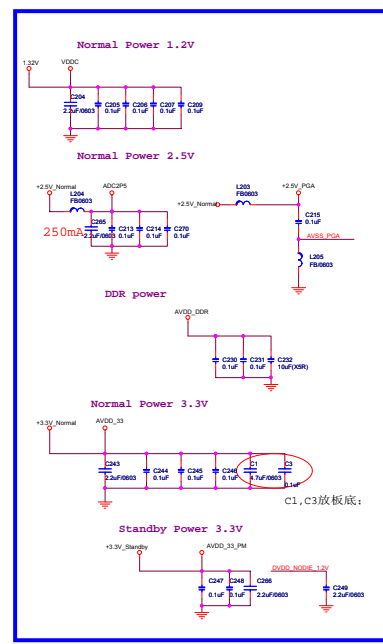 Normal Power 1.2V
1.32V
VDDC
C204
2.2uF/0603
C205
0.1uF
C206
0.1uF
C207
0.1uF
C209
0.1uF
Normal Power 2.5V
+2.5V_Normal
L204
FB0603
ADC2P5
250mA
C265
2.2uF/0603
C213
0.1uF
C214
0.1uF
C270
0.1uF
+2.5V_Normal
L203
FB0603
+2.5V_PGA
C215
0.1uF
AVSS_PGA
L205
FB/0603
DDR power
AVDD_DDR
C230
0.1uF
C231
0.1uF
C232
10uF(X5R)
Normal Power 3.3V
+3.3V_Normal
AVDD_33
C243
2.2uF/0603
C244
0.1uF
C245
0.1uF
C246
0.1uF
C1
4.7uF/0603
C3
0.1uF
C1,C3放板底;
Standby Power 3.3V
+3.3V_Standby
AVDD_33_PM
C247
0.1uF
C248
0.1uF
C266
2.2uF/0603
DVDD_NODIE_1.2V
C249
2.2uF/0603